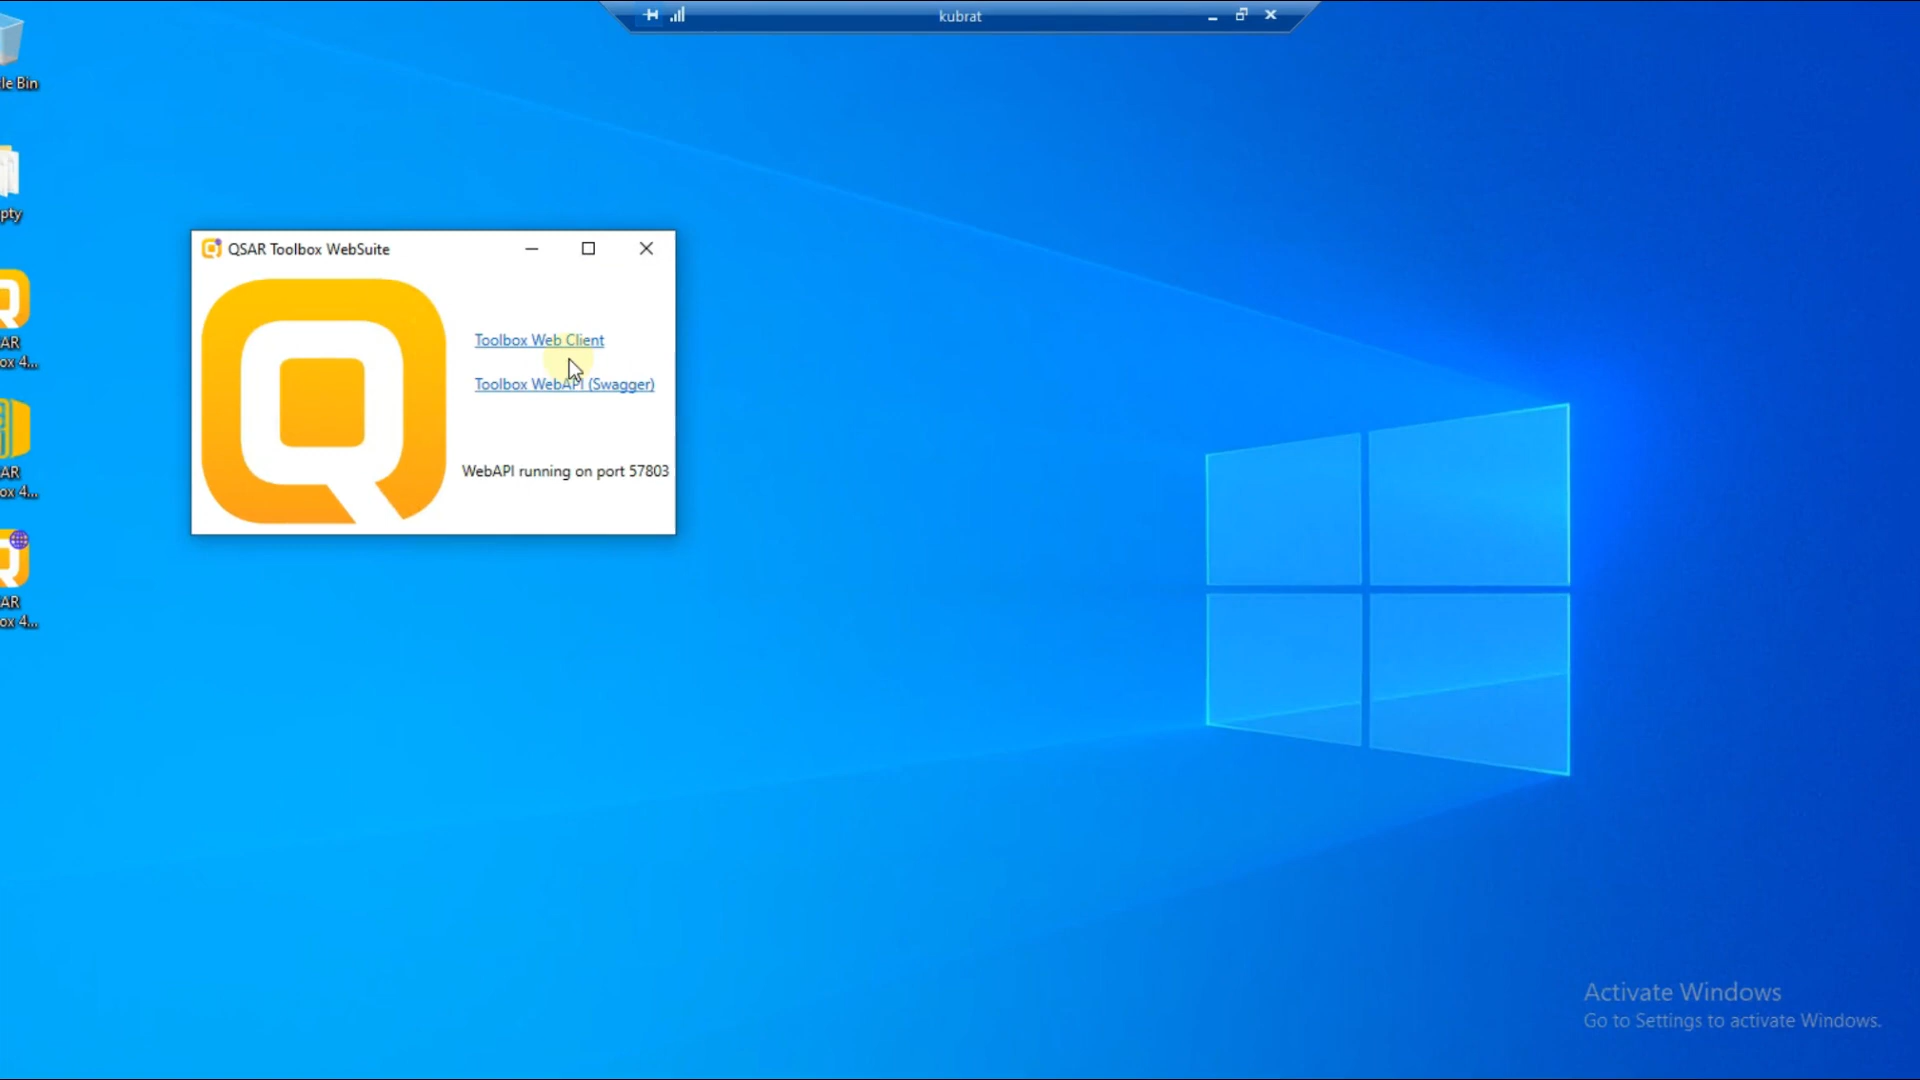 kubrat
le Bin
pty
AR
ox 4...
AR
ox 4...
AR
ox 4...
QSAR Toolbox WebSuite
Toolbox Web Client
Toolbox WebAPI (Swagger)
WebAPI running on port 57803
Activate Windows
Go to Settings to activate Windows.